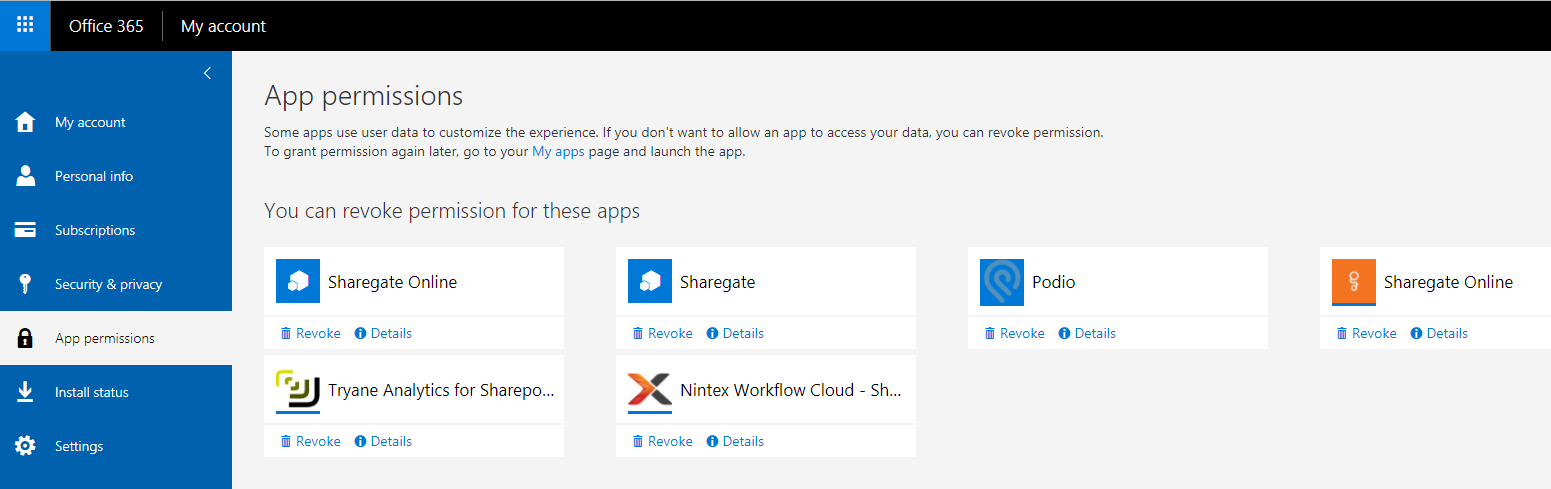 Office 365 My account
My account
Personal info
Subscriptions
Security & privacy
App permissions
Install status
Settings
App permissions
Some apps use user data to customize the experience. If you don't want to allow an app to access your data, you can revoke permission.
To grant permission again later, go to your My apps page and launch the app.
You can revoke permission for these apps
Sharegate Online
Revoke Details
Sharegate
Revoke Details
Podio
Revoke Details
Sharegate Online
Revoke Details
Tryane Analytics for Sharepo...
Revoke Details
Nintex Workflow Cloud - Sh...
Revoke Details